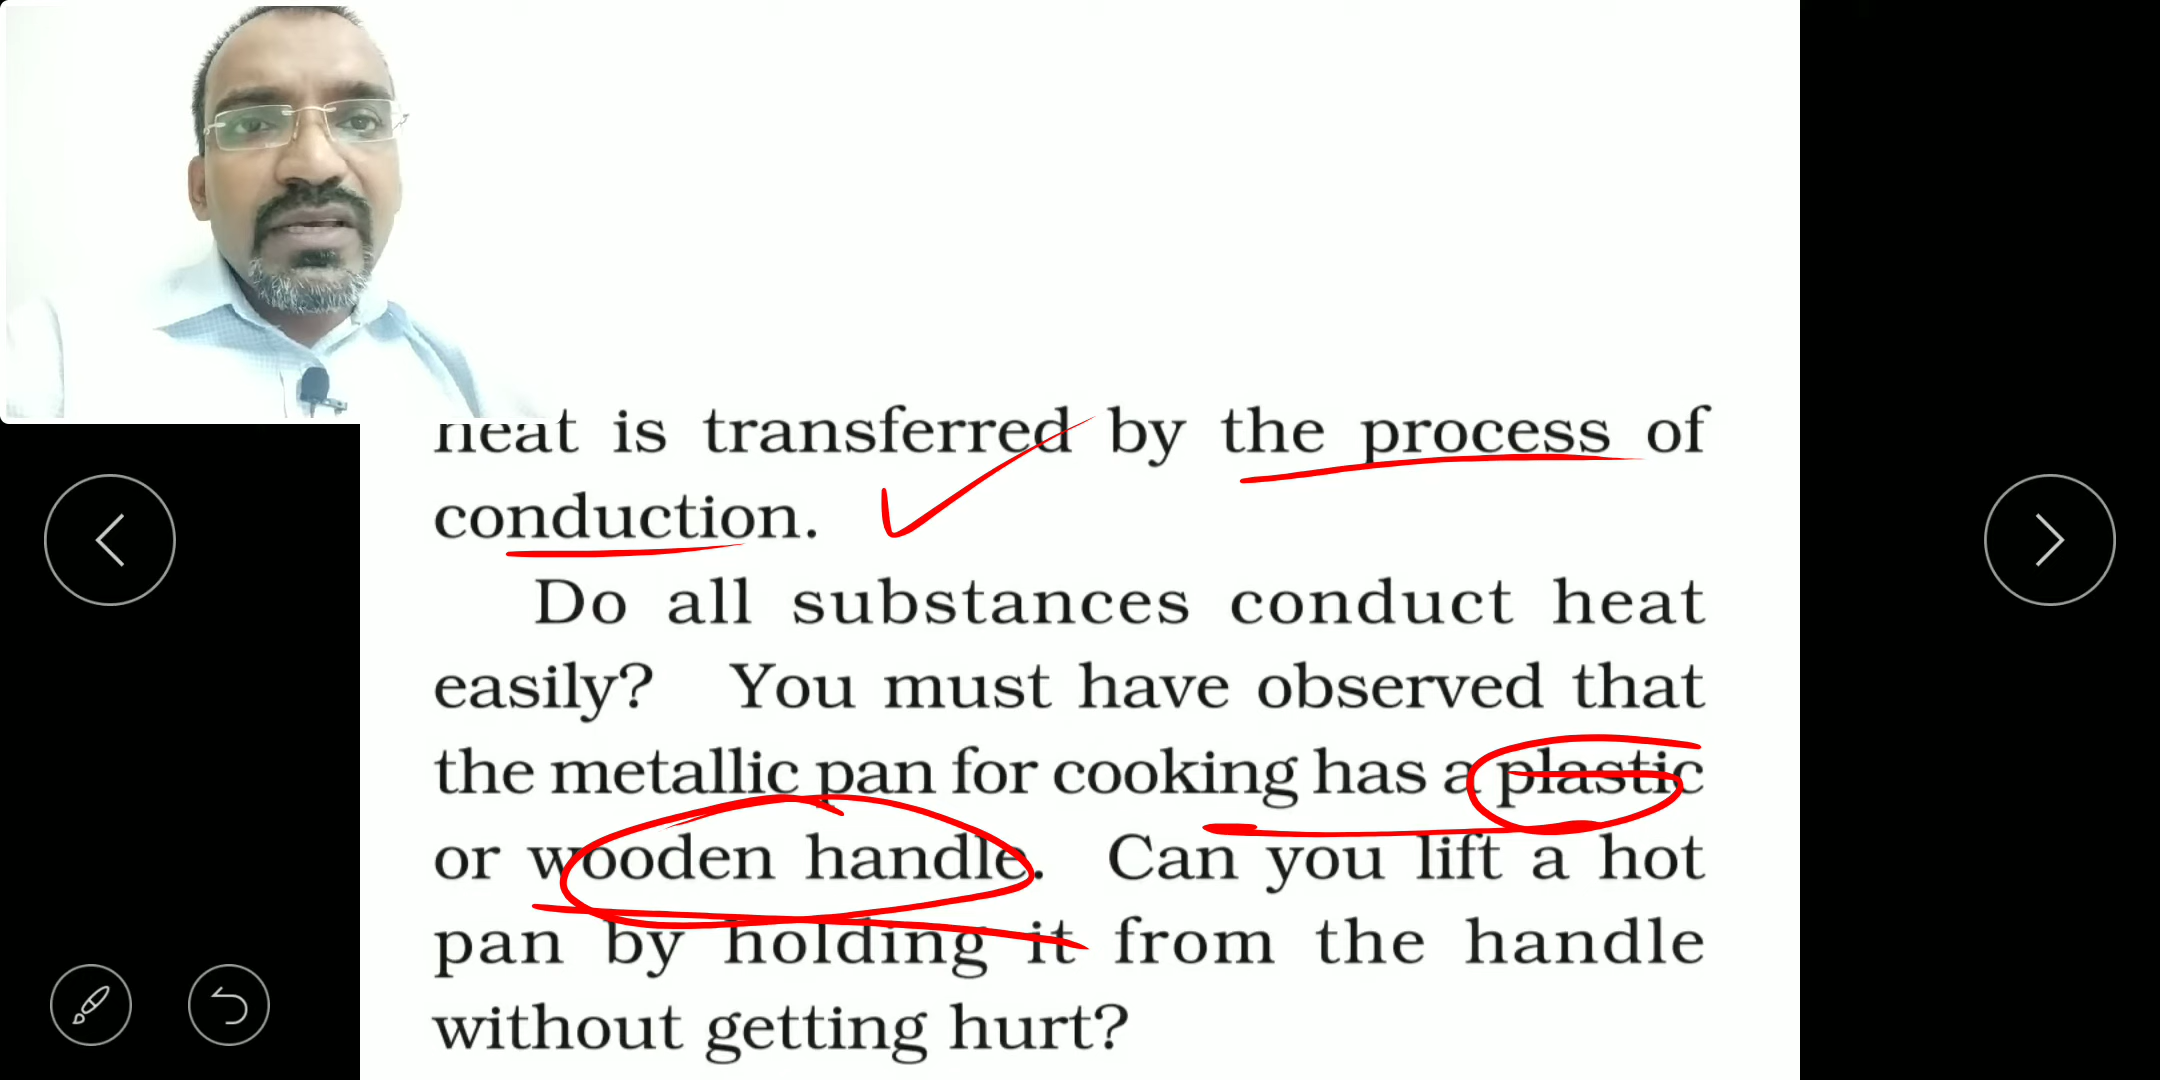 heat is transferred by the process of
conduction.
Do all substances conduct heat
easily? You must have observed that
the metallic pan for cooking has a plastic
or wooden handle. Can you lift a hot
pan by holding it from the handle
without getting hurt?